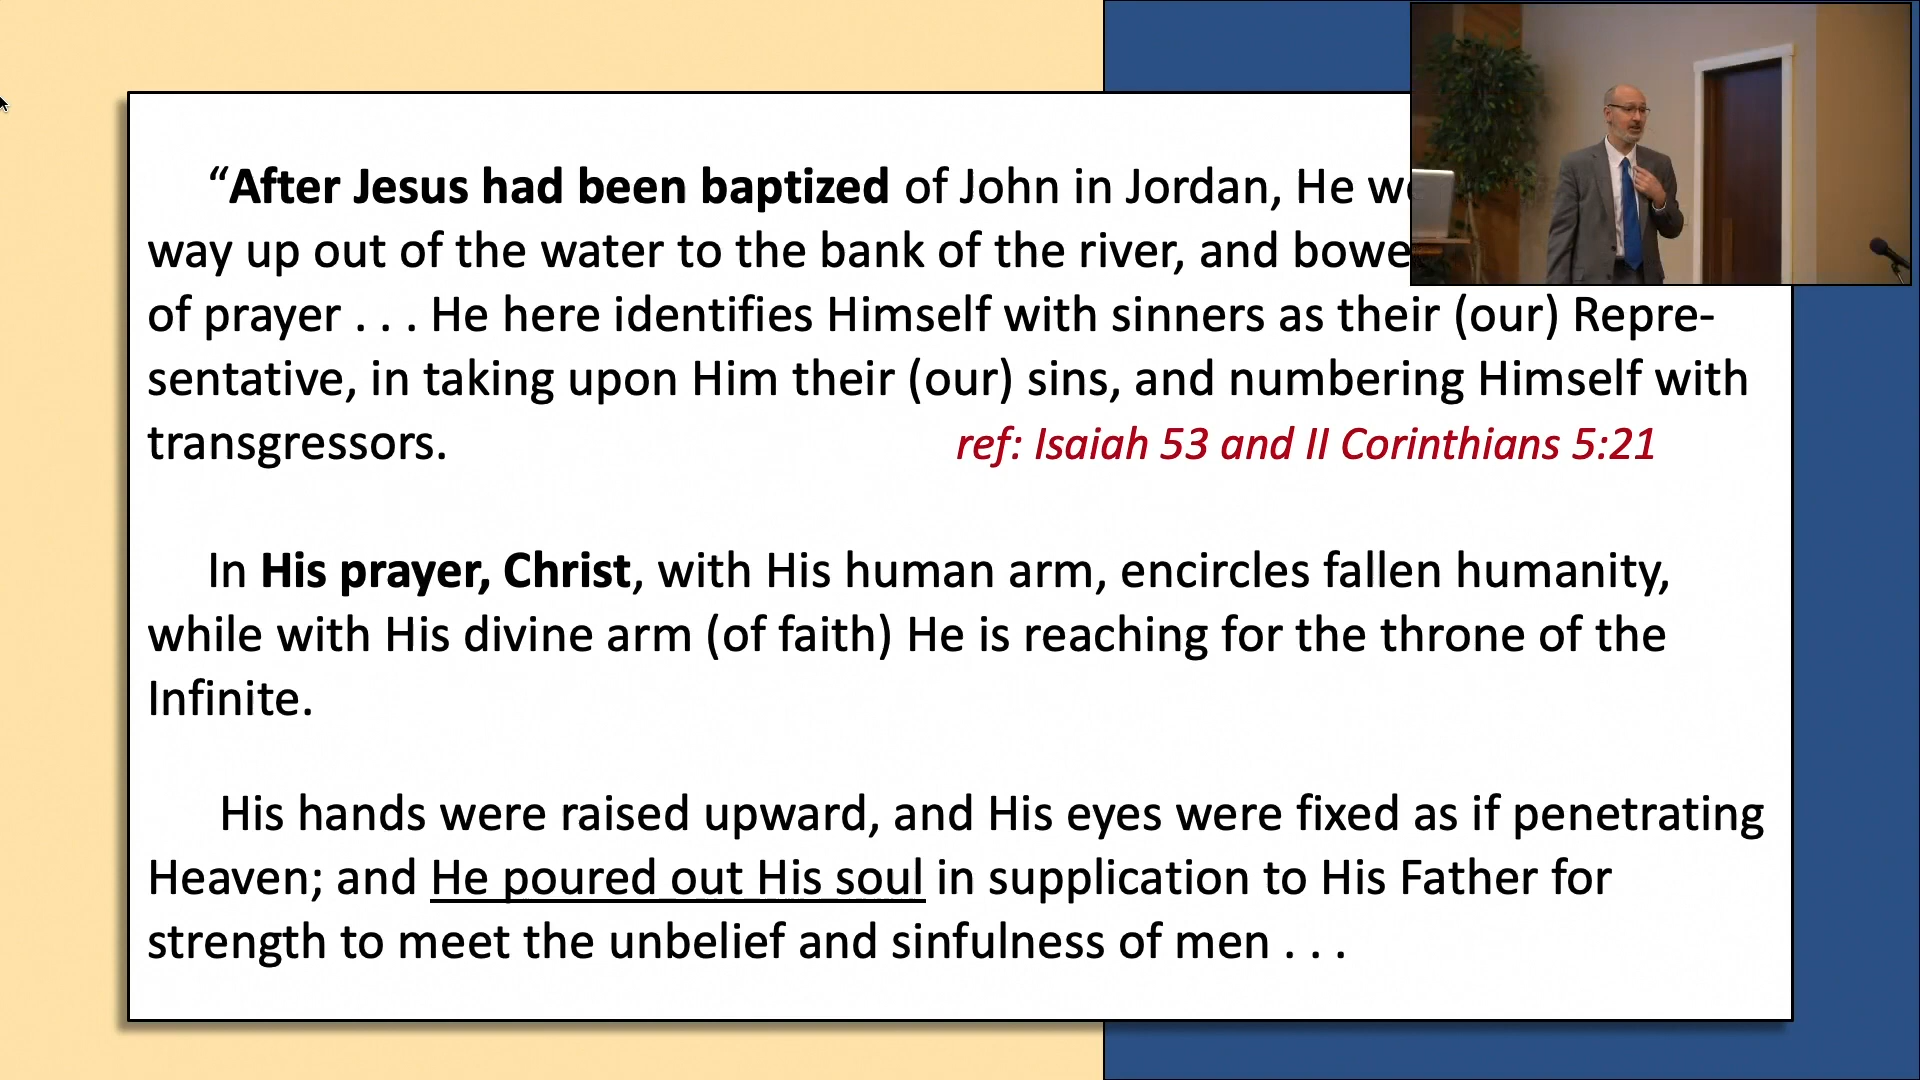 “After Jesus had been baptized of John in Jordan, He
way up out of the water to the bank of the river, and
of prayer . . . He here identifies Himself with sinners as their (our) Repre-
sentative, in taking upon Him their (our) sins, and numbering Himself with
transgressors. ref: Isaiah 53 and II Corinthians 5:21
In His prayer, Christ, with His human arm, encircles fallen humanity,
while with His divine arm (of faith) He is reaching for the throne of the
Infinite.
His hands were raised upward, and His eyes were fixed as if penetrating
Heaven; and He poured out His soul in supplication to His Father for
strength to meet the unbelief and sinfulness of men . . .